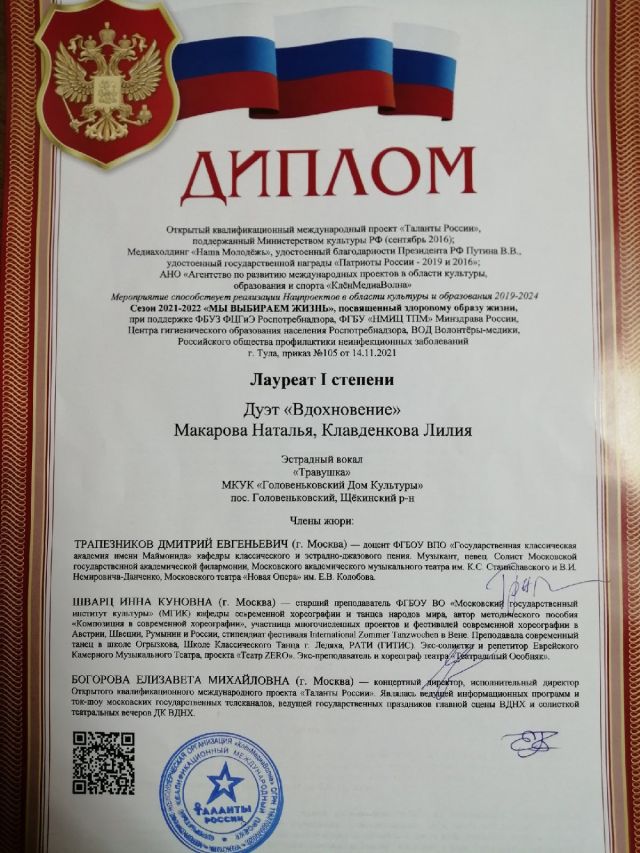 ДИПЛОМ
Открытый квалификационный международный проект «Таланты России»,
поддержанный Министерством культуры РФ (сентябрь 2016);
Медиахолдинг «Наша Молодёжь», удостоенный благодарности Президента РФ Путина В.В.,
удостоенный государственной награды «Патриоты России - 2019 и 2016»;
АНО «Агентство по развитию международных проектов в области культуры,
образования и спорта «КлёнМедиаВолна»
Мероприятие способствует реализации Нацпроектов в области культуры и образования 2019-2024
Сезон 2021-2022 «МЫ ВЫБИРАЕМ ЖИЗНЬ», посвященный здоровому образу жизни,
при поддержке ФБУЗ ФЦГиЭ Роспотребнадзора, ФГБУ «НМИЦ ТПМ» Минздрава России,
Центра гигиенического образования населения Роспотребнадзора, ВОД Волонтёры-медики,
Российского общества профилактики неинфекционных заболеваний
г. Тула, приказ №105 от 14.11.2021
Лауреат I степени
Дуэт «Вдохновение»
Макарова Наталья, Клавденкова Лилия
Эстрадный вокал
«Травушка»
МКУК «Головеньковский Дом Культуры»
пос. Головеньковский, Щёкинский р-н
Члены жюри:
ТРАПЕЗНИКОВ ДМИТРИЙ ЕВГЕНЬЕВИЧ (г. Москва) — доцент ФГБОУ ВПО «Государственная классическая
академия имени Маймонида» кафедры классического и эстрадно-джазового пения. Музыкант, певец. Солист Московской
государственной академической филармонии, Московского академического музыкального театра им. К.С. Станиславского и В.И.
Немировича-Данченко, Московского театра «Новая Опера» им. Е.В. Колобова.
ШВАРЦ ИННА КУНОВНА (г. Москва) — старший преподаватель ФГБОУ ВО «Московский государственный
институт культуры» (МГИК) кафедры современной хореографии и танцев народов мира, автор методического пособия
«Композиция в современной хореографии», участница многочисленных проектов и фестивалей современной хореографии в
Австрии, Швеции, Румынии и России, стипендиат фестиваля International Zommer Tanzwochen в Вене. Преподавала современный
танец в школе Огрызкова, Школе Классического Танца г. Ледяха, РАТИ (ГИТИС). Экс-солистка и репетитор Еврейского
Камерного Музыкального Театра, проекта «Театр ZERO». Экс-преподаватель и хореограф театра «Театральный Особняк».
БОГОРОВА ЕЛИЗАВЕТА МИХАЙЛОВНА (г. Москва) — концертный директор, исполнительный директор
Открытого квалификационного международного проекта «Таланты России». Являлась ведущей информационных программ и
ток-шоу московских государственных телеканалов, ведущей государственных праздников главной сцены ВДНХ и солисткой
театральных вечеров ДК ВДНХ.
ТАЛАНТЫ
РОССИИ